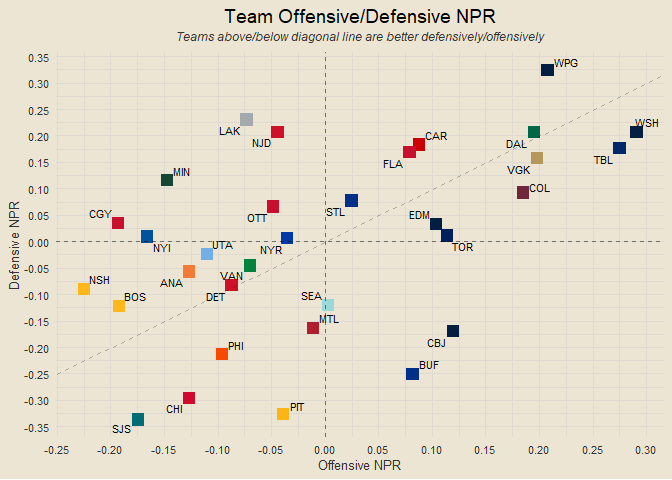 Team Offensive/Defensive NPR
Teams above/below diagonal line are better defensively/offensively
0.35
0.30
0.25
0.20
0.15
0.10
0.05
0.00
-0.05
-0.10
-0.15
-0.20
-0.25
-0.30
-0.35
Defensive NPR
WPG
LAK
NJD
CAR
FLA
DAL
WSH
TBL
VGK
COL
MIN
CGY
OTT
STL
EDM
TOR
NYI
UTA
NYR
ANA
VAN
DET
NSH
BOS
SEA
MTL
CBJ
PHI
BUF
CHI
PIT
SJS
-0.25 -0.20 -0.15 -0.10 -0.05 0.00 0.05 0.10 0.15 0.20 0.25 0.30
Offensive NPR